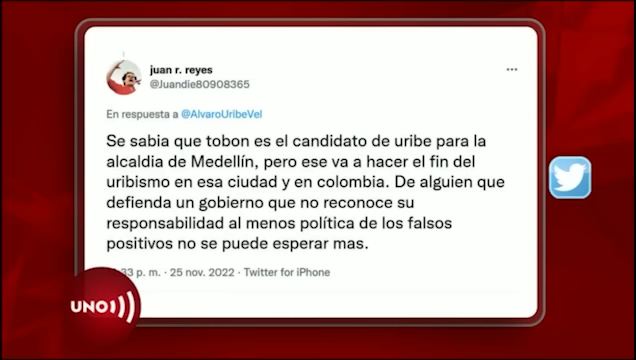 juan r. reyes
@Juandie80908365
En respuesta a @AlvaroUribeVel
Se sabia que tobon es el candidato de uribe para la
alcaldia de Medellín, pero ese va a hacer el fin del
uribismo en esa ciudad y en colombia. De alguien que
defienda un gobierno que no reconoce su
responsabilidad al menos política de los falsos
positivos no se puede esperar mas.
:33 p. m. · 25 nov. 2022 · Twitter for iPhone
UNO